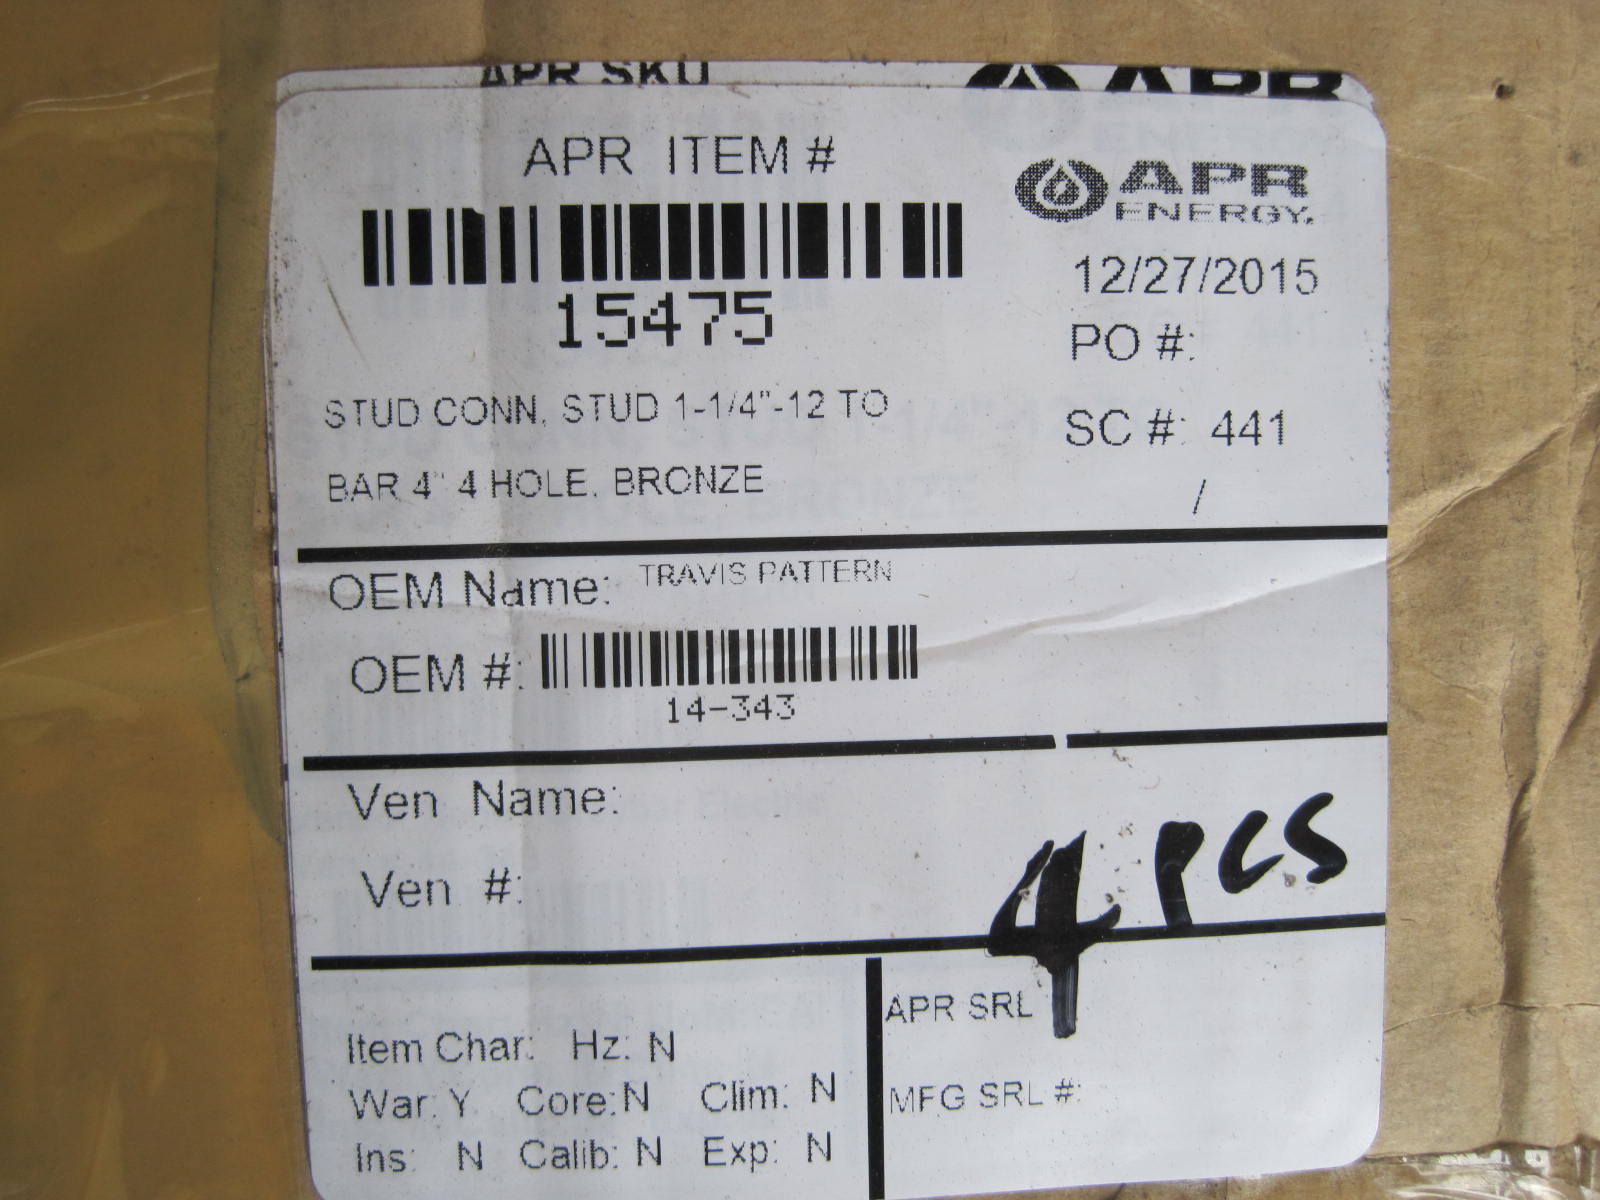 APR SKU
APR
APR ITEM #
APR
ENERGY.
15475
12/27/2015
PO #:
STUD CONN, STUD 1-1/4"-12 TO
SC #: 441
BAR 4" 4 HOLE, BRONZE
/
OEM Name: TRAVIS PATTERN
OEM #:
14-343
Ven Name:
Ven #:
4 PCS
APR SRL
Item Char: Hz: N
War: Y Core: N Clim: N
MFG SRL #:
Ins: N Calib: N Exp: N